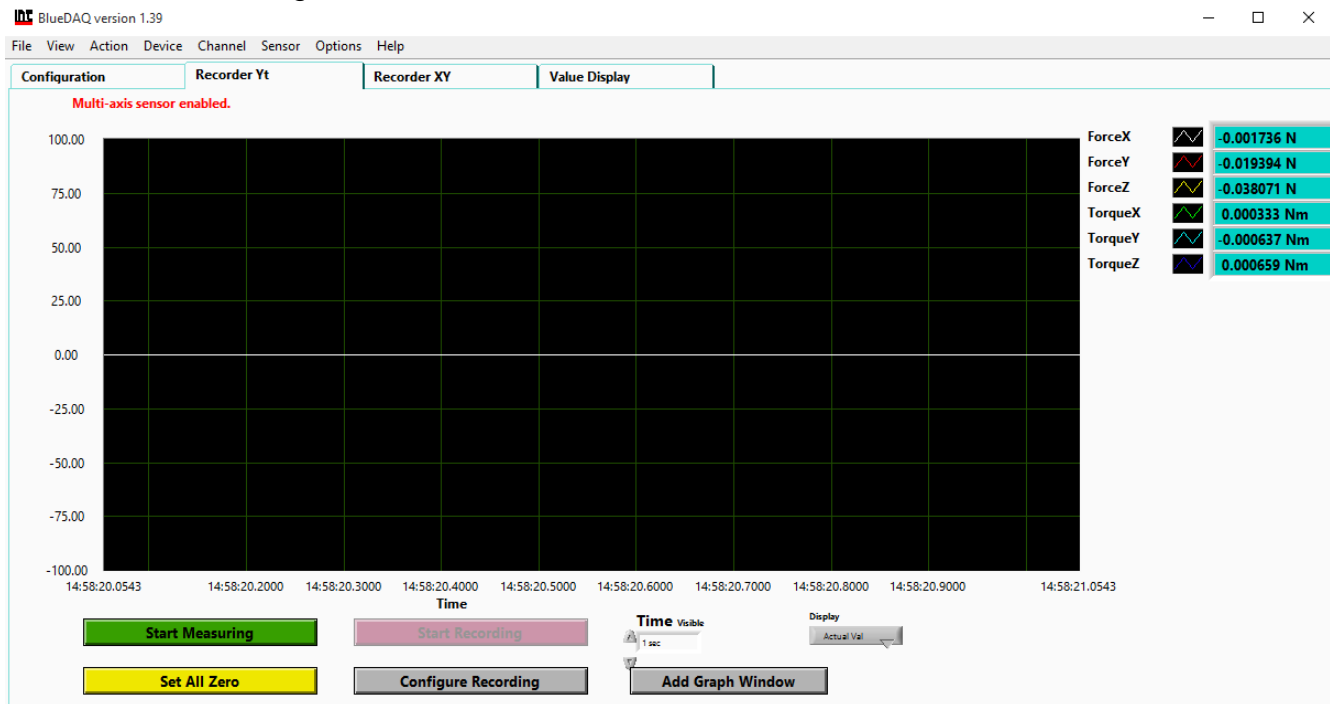 BlueDAQ version 1.39
File View Action Device Channel Sensor Options Help
Configuration Recorder Yt Recorder XY Value Display
Multi-axis sensor enabled.
100.00
75.00
50.00
25.00
0.00
-25.00
-50.00
-75.00
-100.00
14:58:20.0543 14:58:20.2000 14:58:20.3000 14:58:20.4000 14:58:20.5000 14:58:20.6000 14:58:20.7000 14:58:20.8000 14:58:20.9000 14:58:21.0543
Time
ForceX -0.001736 N
ForceY -0.019394 N
ForceZ -0.038071 N
TorqueX 0.000333 Nm
TorqueY -0.000637 Nm
TorqueZ 0.000659 Nm
Start Measuring Start Recording
Time Visible
1 sec
Display
Actual Val
Set All Zero Configure Recording Add Graph Window